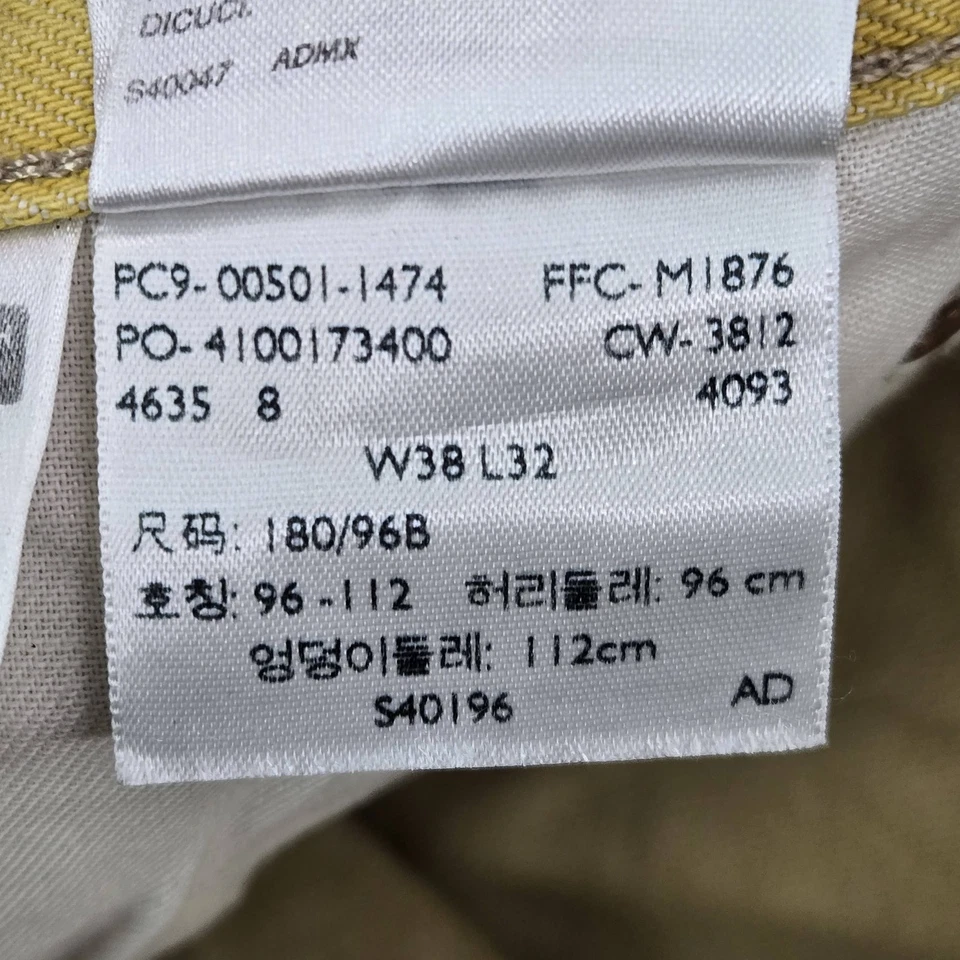 S40047 ADMX
PC9-00501-1474 FFC-M1876
PO-4100173400 CW-3812
4635 8 4093
W38 L32
尺码: 180/96B
호칭: 96-112 허리둘레: 96 cm
엉덩이둘레: 112cm
S40196 AD